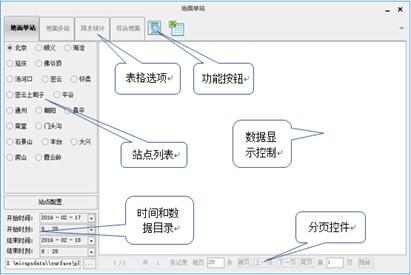 地面单站
地面单站 地面多站 降水统计 综合地面
北京 顺义 海淀
延庆 佛爷顶
汤河口 密云 怀柔
密云上甸子 平谷
通州 朝阳 昌平
斋堂 门头沟
石景山 丰台 大兴
房山 霞云岭
表格选项
功能按钮
站点列表
数据显
示控制
时间和数
据目录
分页控件
站点配置
开始时间: 2016 - 02 - 17
开始时刻: 8 : 28
结束时间: 2016 - 02 - 18
结束时刻: 8 : 28
...
1 /1 共 : 条记录 每页 20 条 首页 上一页 下一页 尾页 第 1 页 跳转